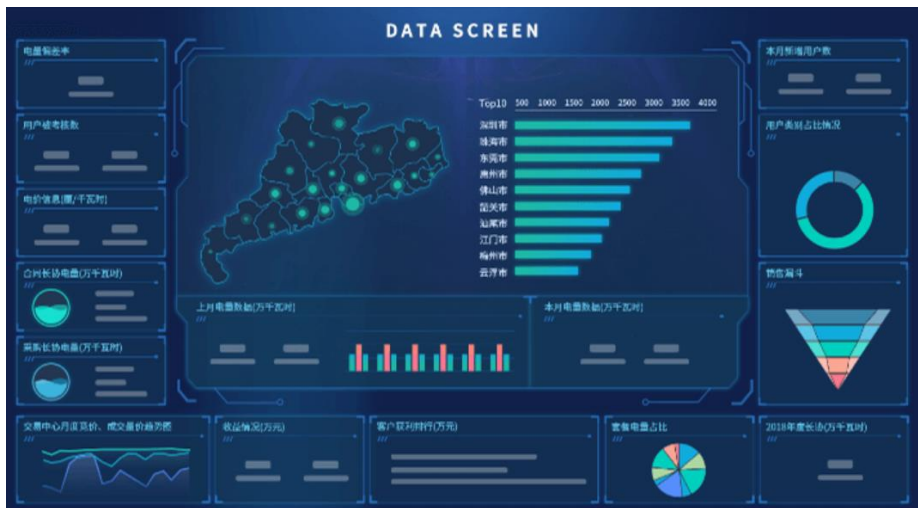 DATA SCREEN
电量偏差率
用户被考核数
电价信息(厘/千瓦时)
合同长协电量(万千瓦时)
采购长协电量(万千瓦时)
Top10 500 1000 1500 2000 2500 3000 3500 4000
深圳市
珠海市
东莞市
惠州市
佛山市
韶关市
汕尾市
江门市
梅州市
云浮市
上月电量数据(万千瓦时)
本月电量数据(万千瓦时)
本月新增用户数
用户类别占比情况
销售漏斗
交易中心月度竞价、成交量价趋势图
收益情况(万元)
客户获利排行(万元)
套餐电量占比
2018年度长协(万千瓦时)